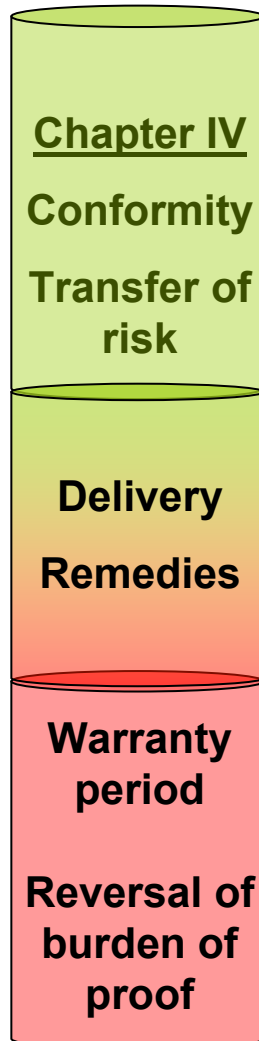 Chapter IV
Conformity
Transfer of
risk
Delivery
Remedies
Warranty
period
Reversal of
burden of
proof